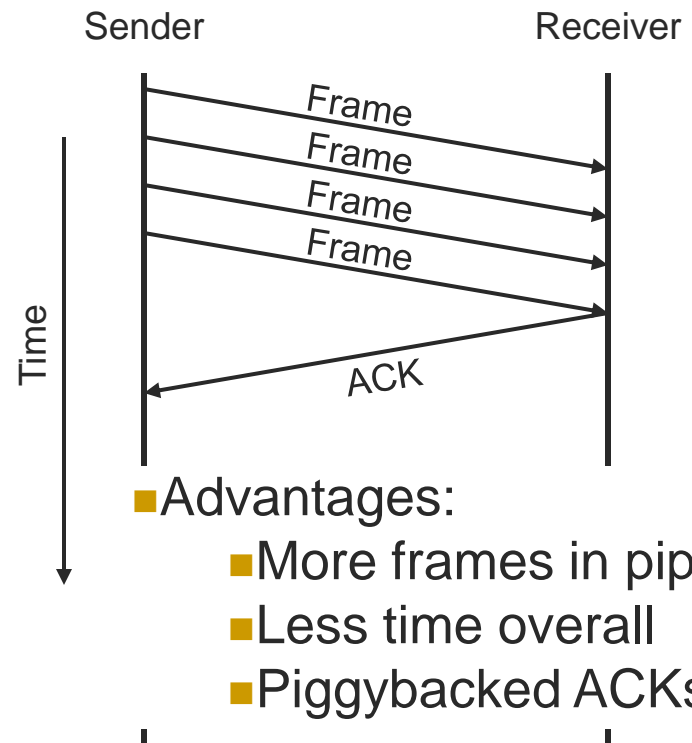 Sender Receiver
Frame
Frame
Frame
Frame
ACK
Time
Advantages:
More frames in pip
Less time overall
Piggybacked ACKs